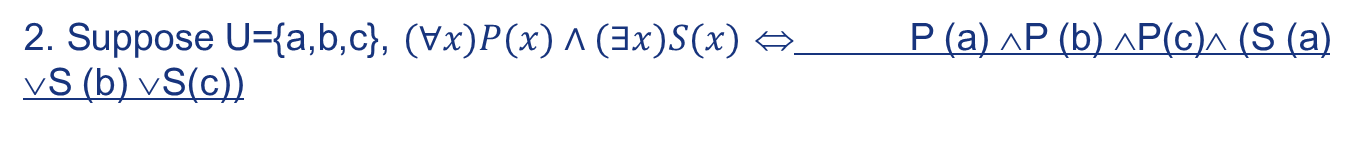 2. Suppose U={a,b,c}, (∀x)P(x) ∧ (∃x)S(x) ⇔ P (a) ∧P (b) ∧P(c)∧ (S (a)
∨S (b) ∨S(c))